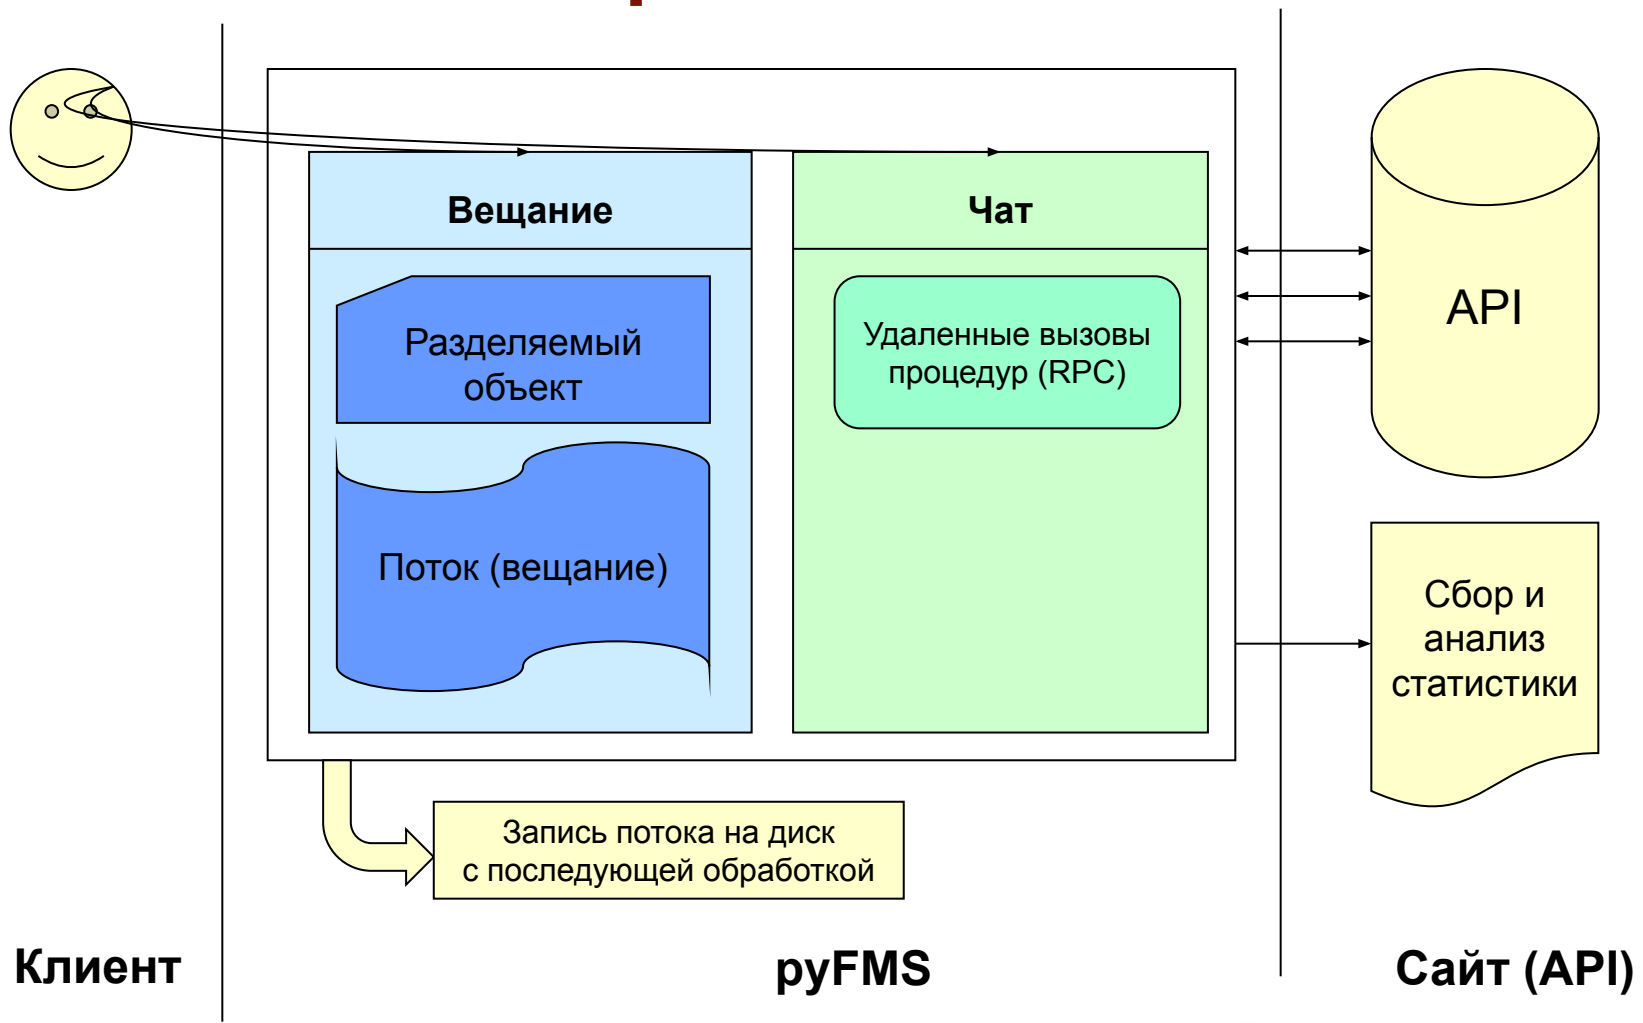 Вещание
Чат
Разделяемый
объект
Удаленные вызовы
процедур (RPC)
API
Поток (вещание)
Сбор и
анализ
статистики
Запись потока на диск
с последующей обработкой
Клиент
pyFMS
Сайт (API)